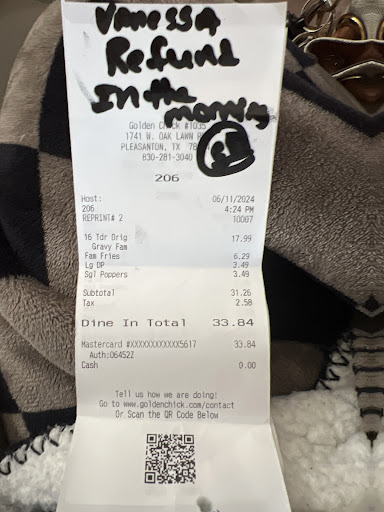 Vanessa
Refund
In the
morning
Golden Chick #1035
1741 W. OAK LAWN
PLEASANTON, TX 78
830-281-3040
206
Host:
06/11/2024
206
4:24 PM
REPRINT# 2
10007
16 Tdr Orig
17.99
Gravy Fam
Fam Fries
6.29
Lg DP
3.49
Sgl Poppers
3.49
Subtotal
31.26
Tax
2.58
Dine In Total
33.84
Mastercard #XXXXXXXXXXXX5617
33.84
Auth:06452Z
Cash
0.00
Tell us how we are doing!
Go to www.goldenchick.com/contact
Or Scan the QR Code Below